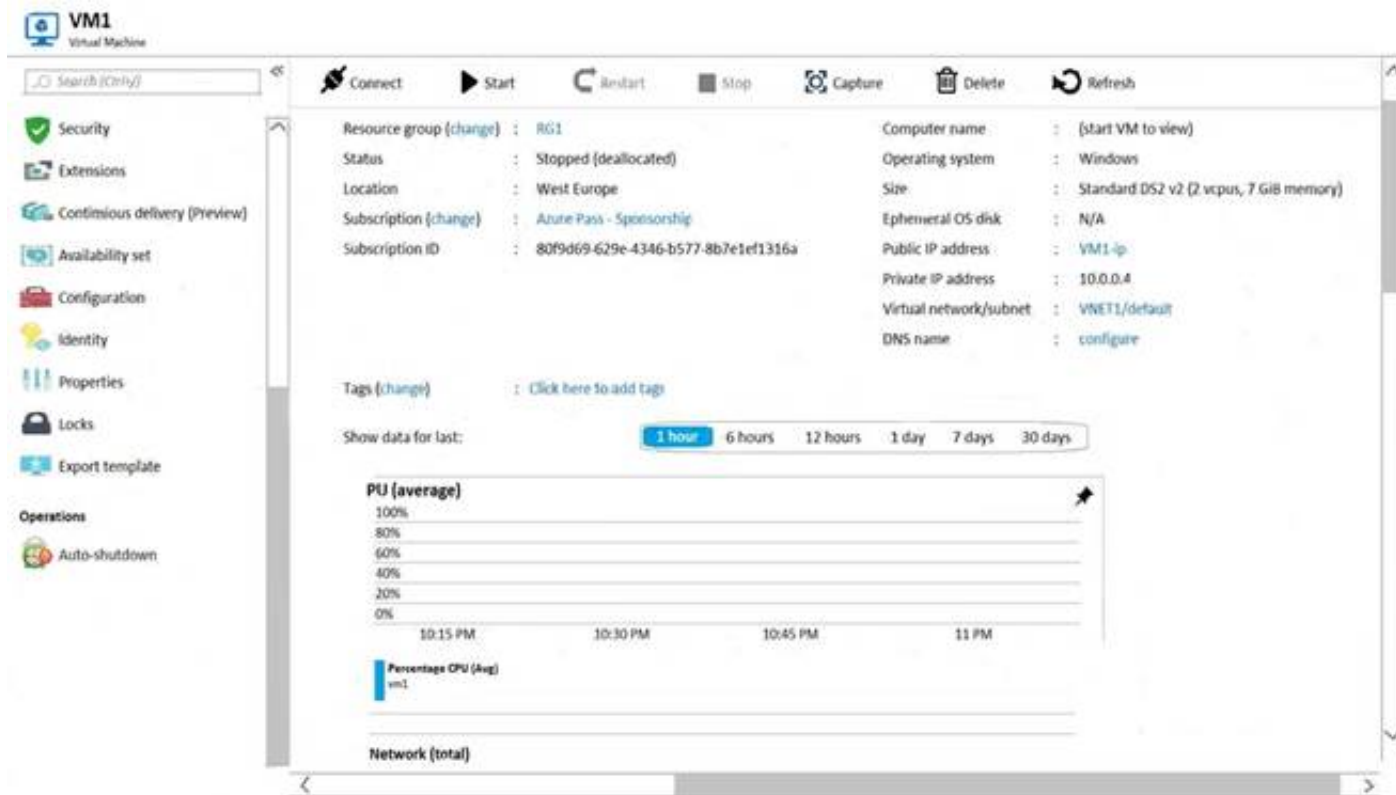 VM1
Virtual Machine
Search (Ctrl+/)
Security
Extensions
Continious delivery (Preview)
Availability set
Configuration
Identity
Properties
Locks
Export template
Operations
Auto-shutdown
Connect Start Restart Stop Capture Delete Refresh
Resource group (change) : RG1
Status : Stopped (deallocated)
Location : West Europe
Subscription (change) : Azure Pass - Sponsorship
Subscription ID : 80f9d69-629e-4346-b577-8b7e1ef1316a
Computer name : (start VM to view)
Operating system : Windows
Size : Standard DS2 v2 (2 vcpus, 7 GiB memory)
Ephemeral OS disk : N/A
Public IP address : VM1-ip
Private IP address : 10.0.0.4
Virtual network/subnet : VNET1/default
DNS name : configure
Tags (change) : Click here to add tags
Show data for last: 1 hour 6 hours 12 hours 1 day 7 days 30 days
PU (average)
100%
80%
60%
40%
20%
0%
10:15 PM 10:30 PM 10:45 PM 11 PM
Percentage CPU (Avg)
vm1
Network (total)